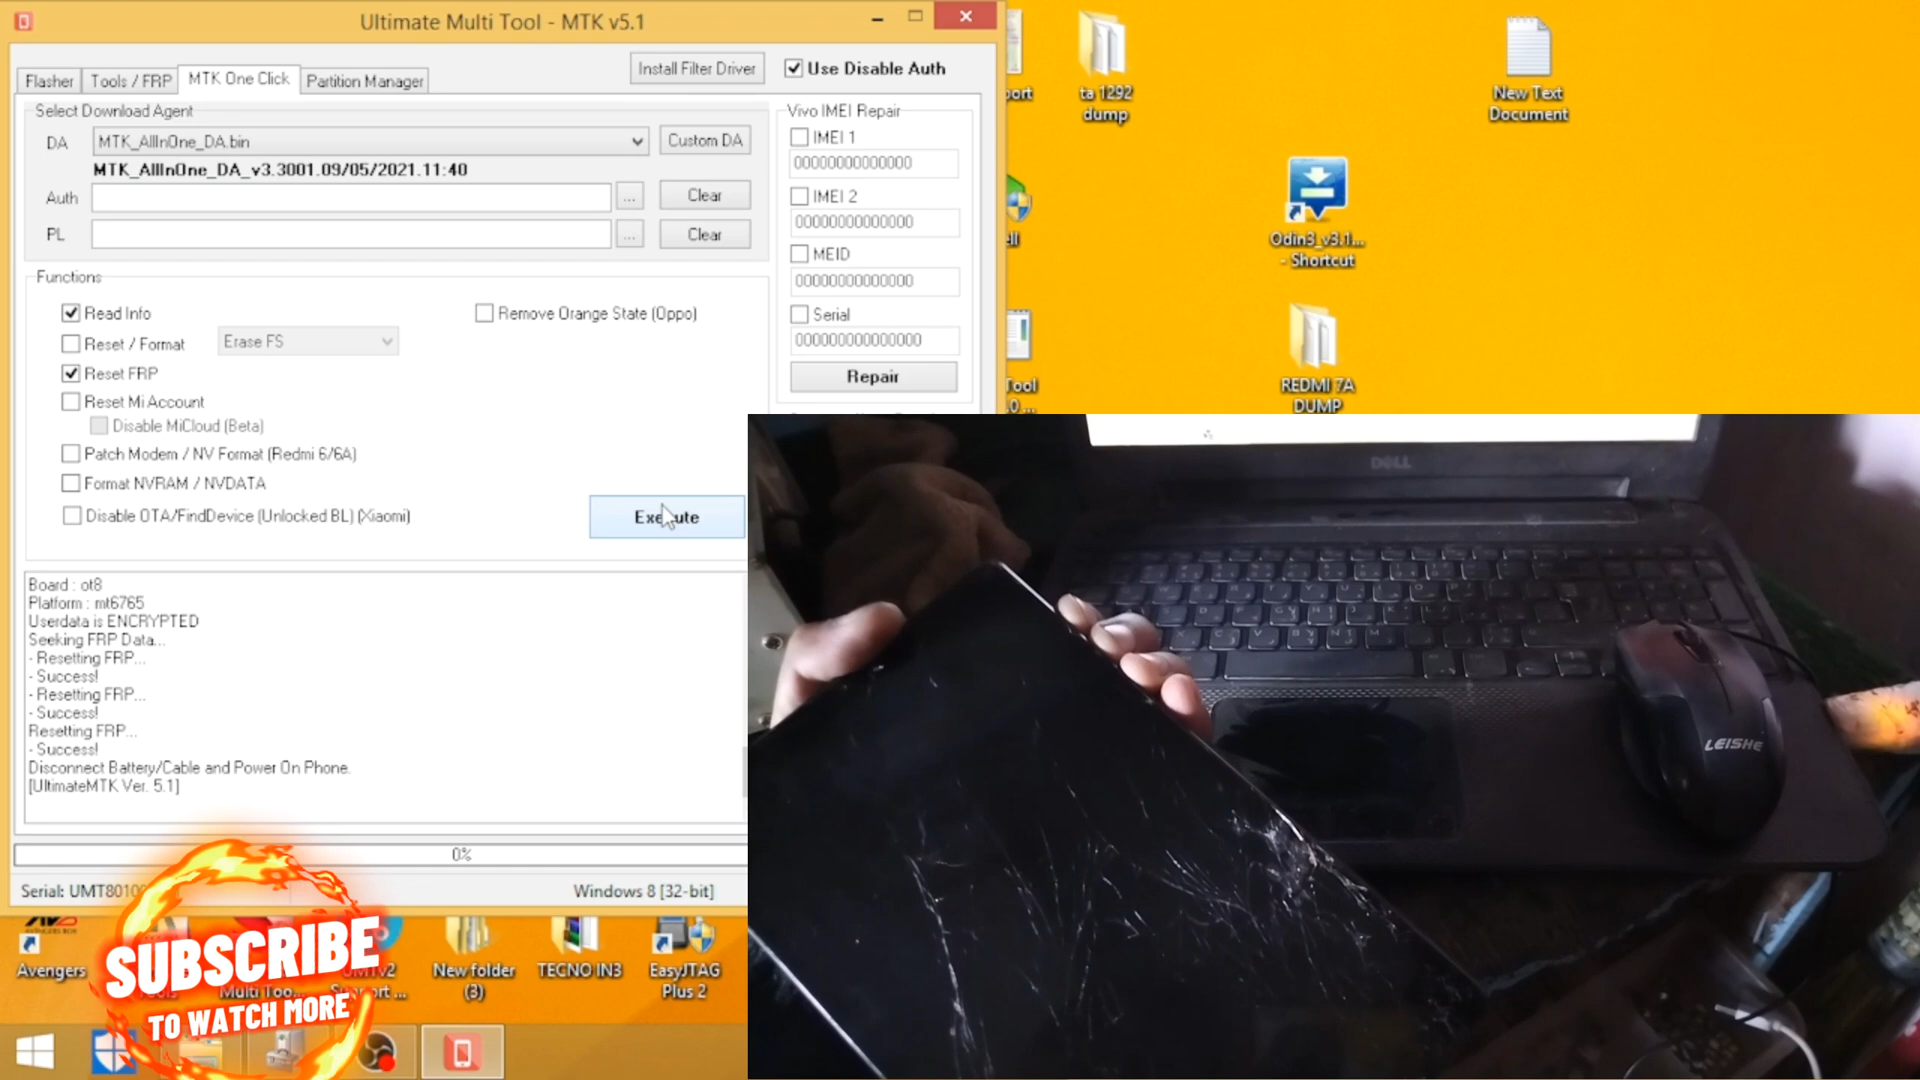 Ultimate Multi Tool - MTK v5.1
Flasher
Tools / FRP
MTK One Click
Partition Manager
Install Filter Driver
Use Disable Auth
Select Download Agent
DA
MTK_AllInOne_DA.bin
Custom DA
MTK_AllInOne_DA_v3.3001.09/05/2021.11:40
Auth
...
Clear
PL
...
Clear
Functions
Read Info
Remove Orange State (Oppo)
Reset / Format
Erase FS
Reset FRP
Reset Mi Account
Disable MiCloud (Beta)
Patch Modem / NV Format (Redmi 6/6A)
Format NVRAM / NVDATA
Disable OTA/FindDevice (Unlocked BL) (Xiaomi)
Execute
Vivo IMEI Repair
IMEI 1
00000000000000
IMEI 2
00000000000000
MEID
00000000000000
Serial
000000000000000
Repair
Board : ot8
Platform : mt6765
Userdata is ENCRYPTED
Seeking FRP Data...
- Resetting FRP...
- Success!
- Resetting FRP...
- Success!
Resetting FRP...
- Success!
Disconnect Battery/Cable and Power On Phone.
[UltimateMTK Ver. 5.1]
0%
Serial: UMT8010
Windows 8 [32-bit]
ta 1292
dump
New Text
Document
Odin3_v3.1...
- Shortcut
REDMI 7A
DUMP
DELL
LEISHE
Avengers
Multi Too...
New folder
(3)
TECNO IN3
EasyJTAG
Plus 2
SUBSCRIBE
TO WATCH MORE